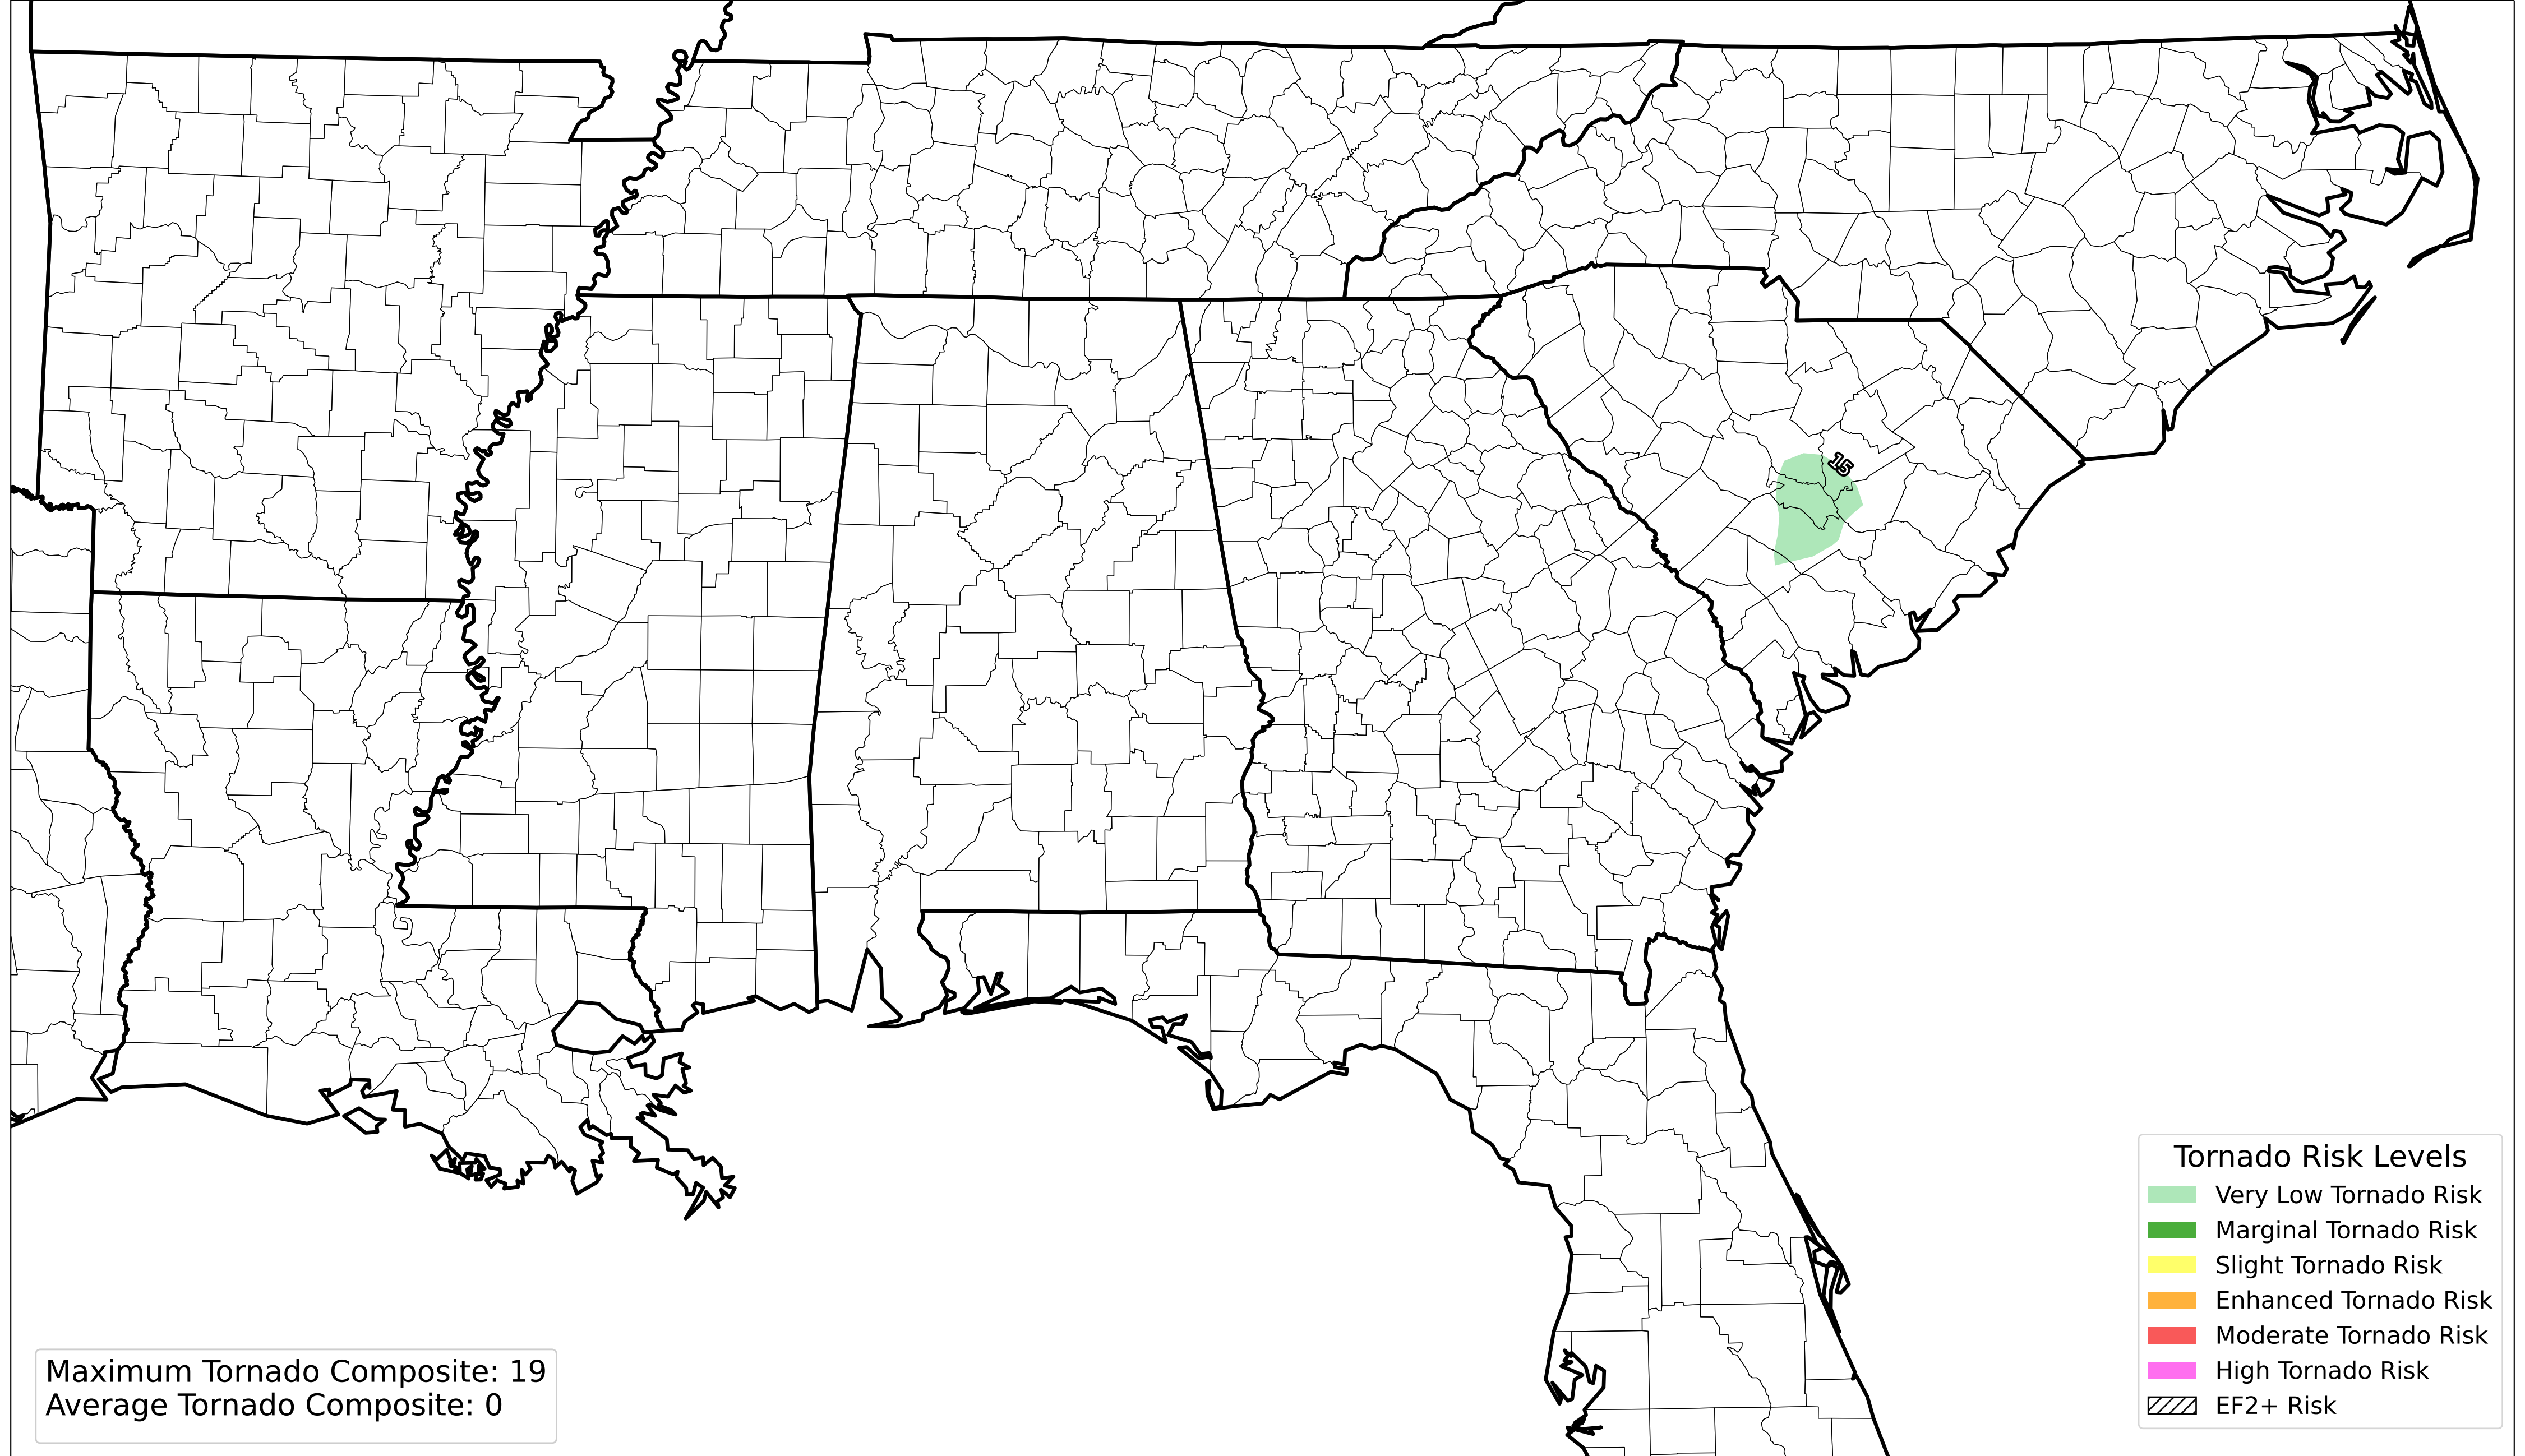 15
Tornado Risk Levels
Very Low Tornado Risk
Marginal Tornado Risk
Slight Tornado Risk
Enhanced Tornado Risk
Moderate Tornado Risk
High Tornado Risk
EF2+ Risk
Maximum Tornado Composite: 19
Average Tornado Composite: 0